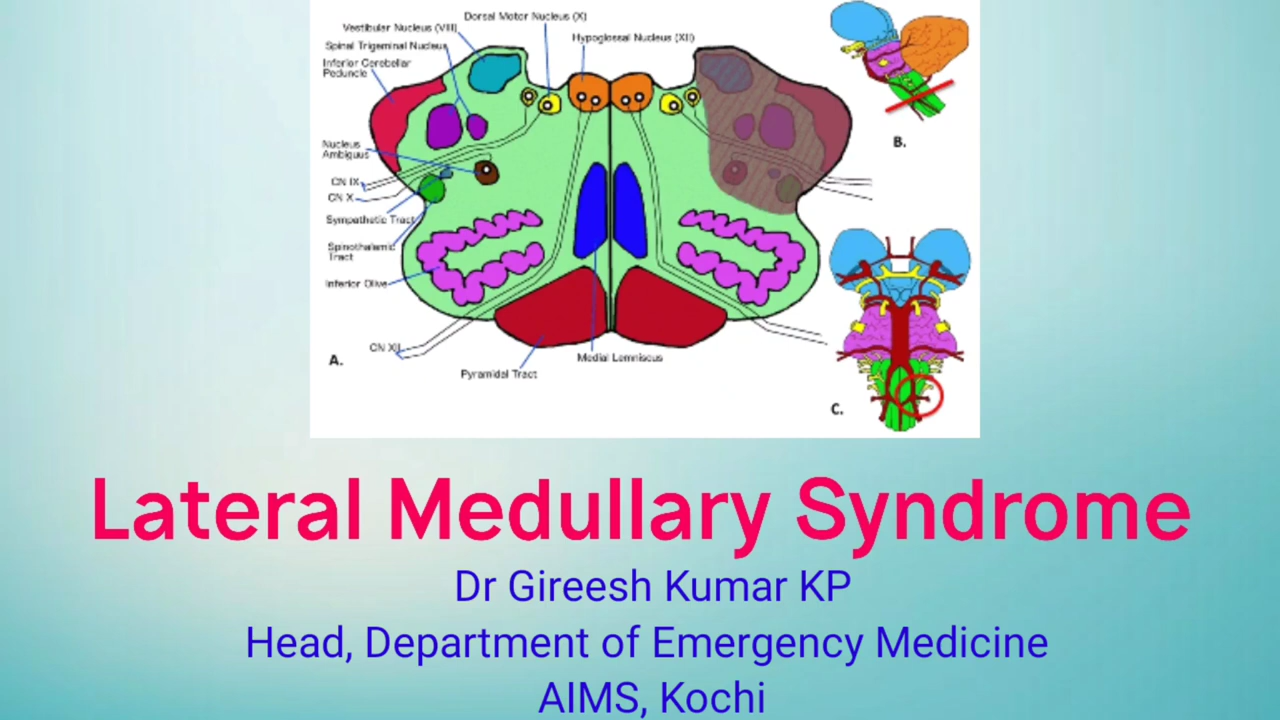 Dorsal Motor Nucleus (X)
Vestibular Nucleus (VIII)
Hypoglossal Nucleus (XII)
Spinal Trigeminal Nucleus
Inferior Cerebellar
Peduncle
B.
Nucleus
Ambiguus
CN IX
CN X
Sympathetic Tract
Spinothalamic
Tract
Inferior Olive
CN XII
A.
Medial Lemniscus
Pyramidal Tract
C.
Lateral Medullary Syndrome
Dr Gireesh Kumar KP
Head, Department of Emergency Medicine
AIMS, Kochi